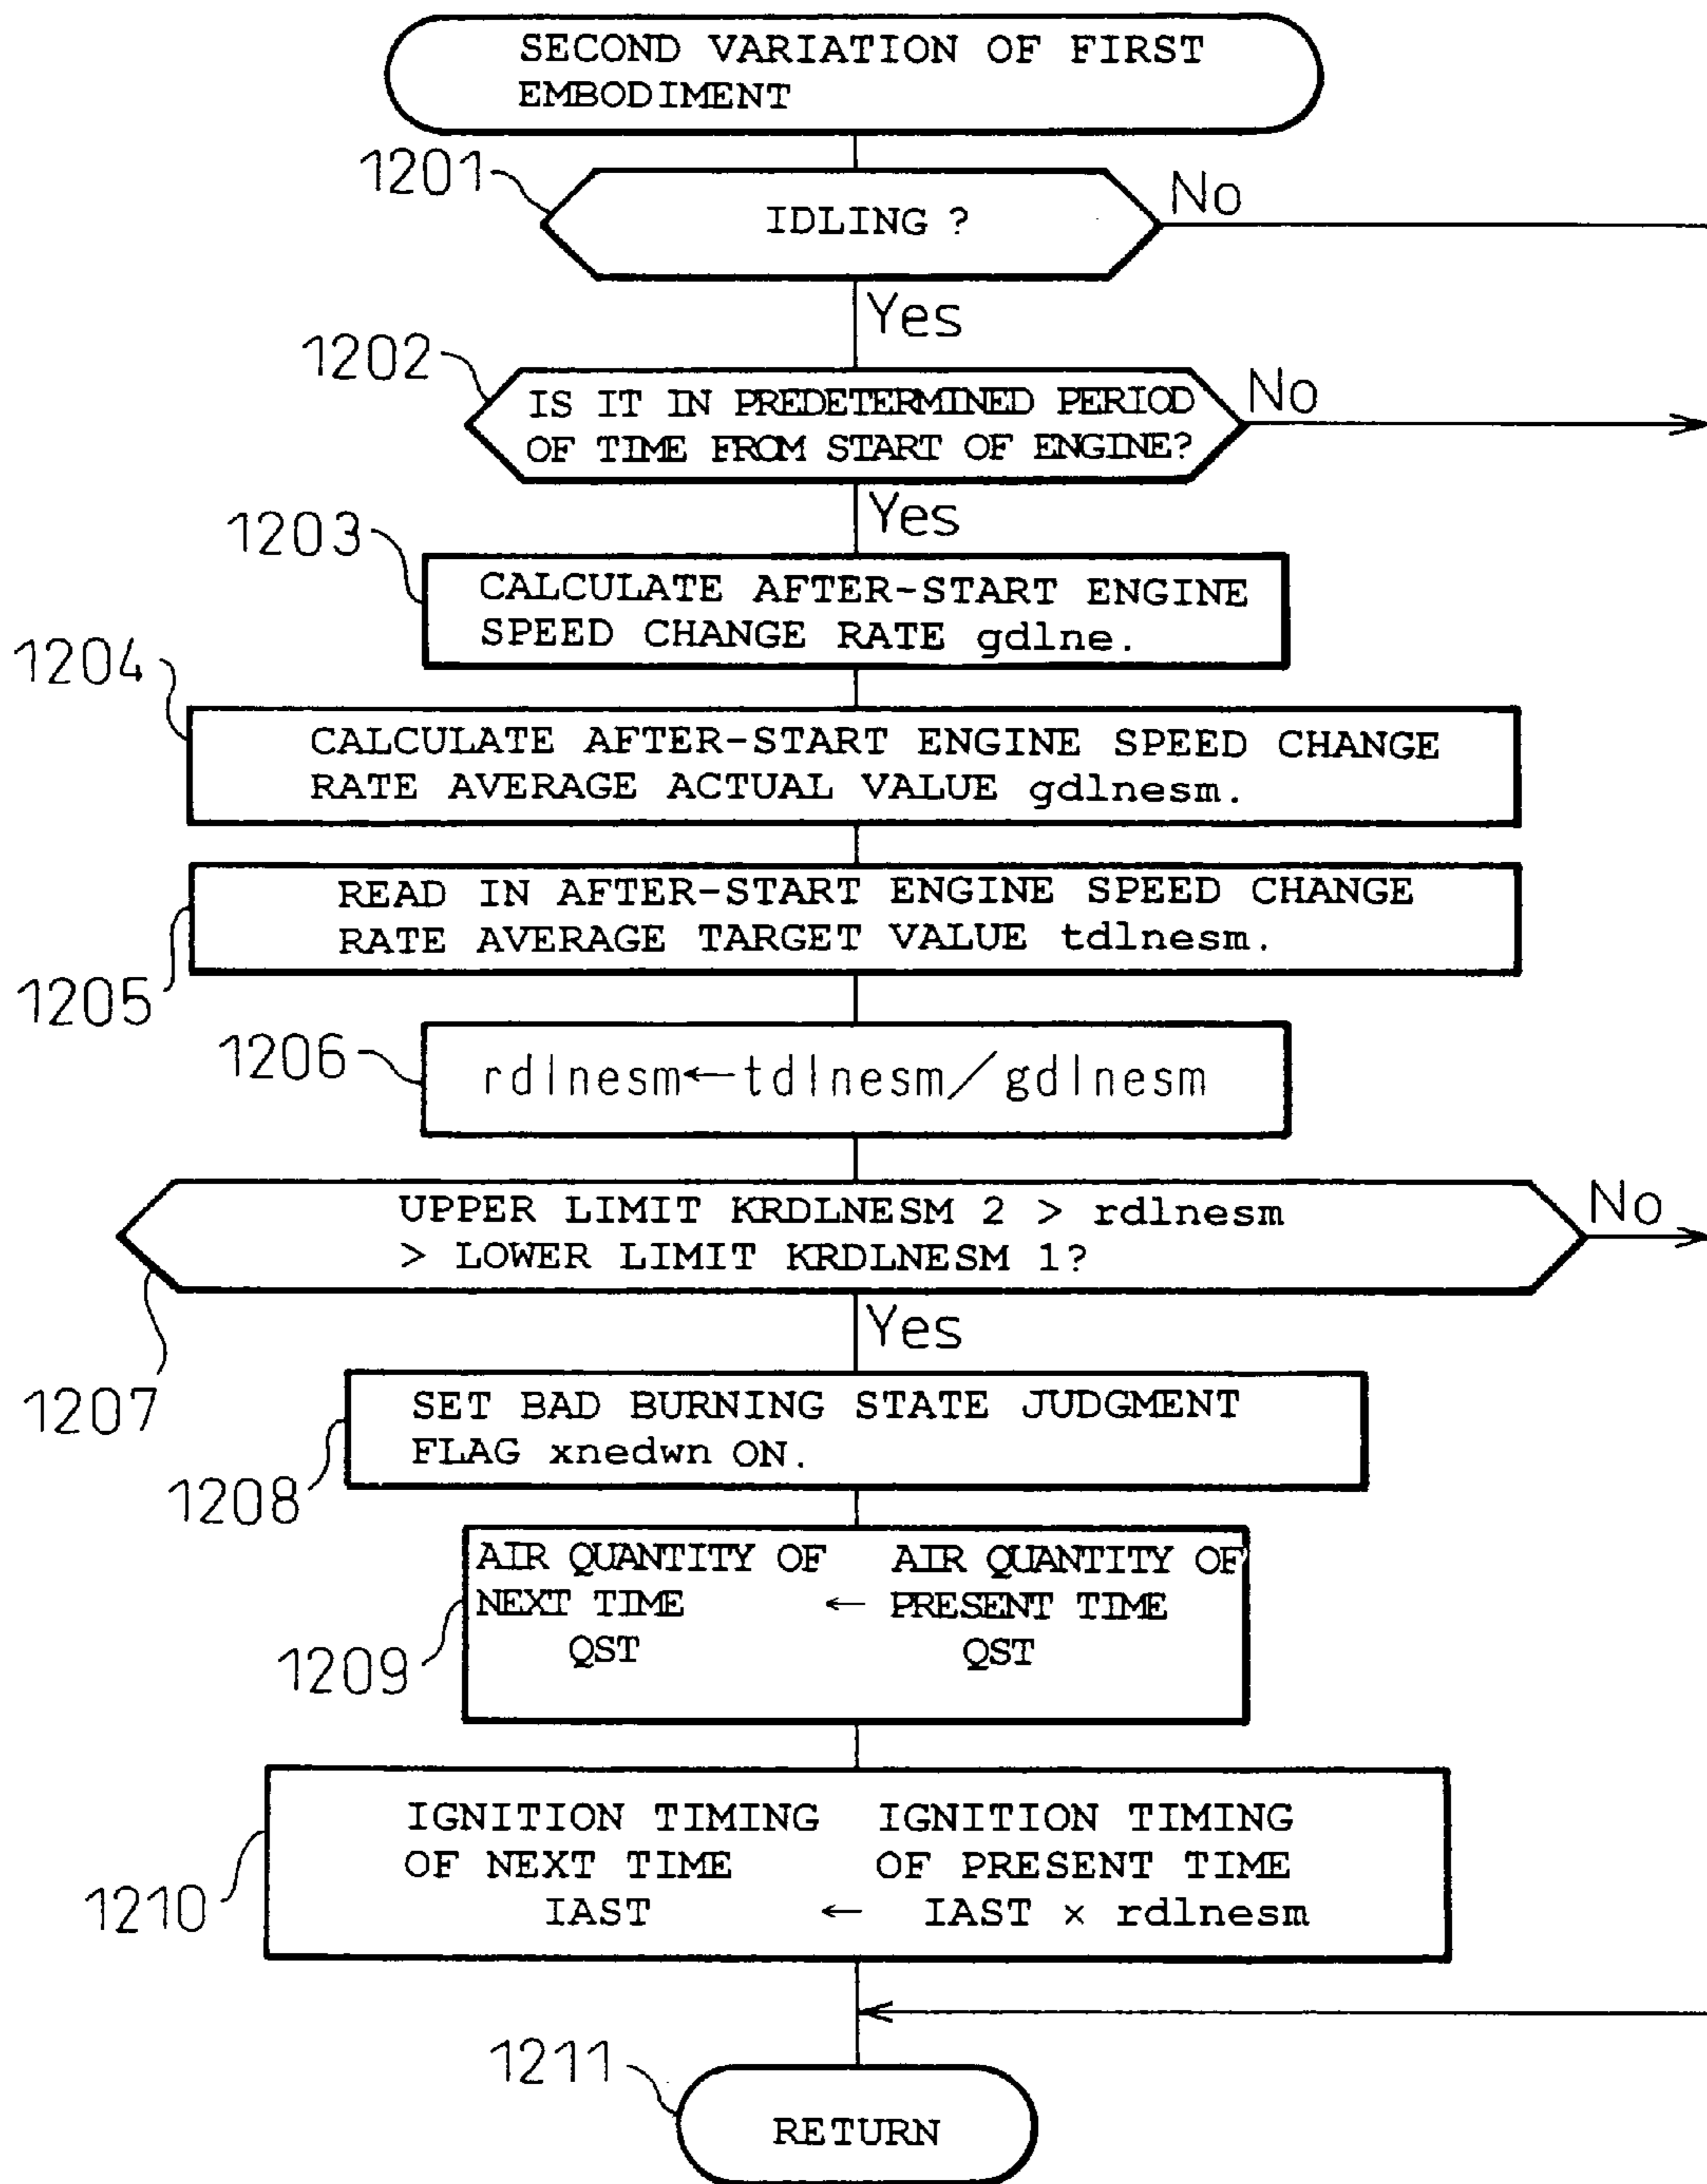 SECOND VARIATION OF FIRST
EMBODIMENT
1201
IDLING ?
No
Yes
1202
IS IT IN PREDETERMINED PERIOD
OF TIME FROM START OF ENGINE?
No
Yes
1203
CALCULATE AFTER-START ENGINE
SPEED CHANGE RATE gdlne.
1204
CALCULATE AFTER-START ENGINE SPEED CHANGE
RATE AVERAGE ACTUAL VALUE gdlnesm.
READ IN AFTER-START ENGINE SPEED CHANGE
RATE AVERAGE TARGET VALUE tdlnesm.
1205
1206
rdlnesm←tdlnesm/gdlnesm
UPPER LIMIT KRDLNESM 2 > rdlnesm
> LOWER LIMIT KRDLNESM 1?
No
Yes
1207
SET BAD BURNING STATE JUDGMENT
FLAG xnedwn ON.
1208
AIR QUANTITY OF AIR QUANTITY OF
NEXT TIME ← PRESENT TIME
QST QST
1209
IGNITION TIMING IGNITION TIMING
OF NEXT TIME OF PRESENT TIME
IAST ← IAST × rdlnesm
1210
1211
RETURN